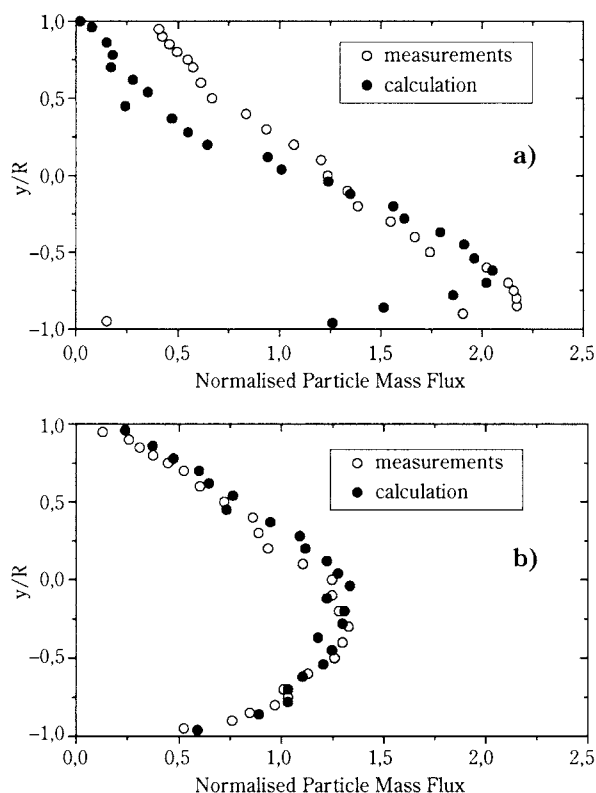 1,0
measurements
calculation
0,5
a)
y/R
0,0
-0,5
-1,0
0,0 0,5 1,0 1,5 2,0 2,5
Normalised Particle Mass Flux
1,0
measurements
calculation
0,5
b)
y/R
0,0
-0,5
-1,0
0,0 0,5 1,0 1,5 2,0 2,5
Normalised Particle Mass Flux